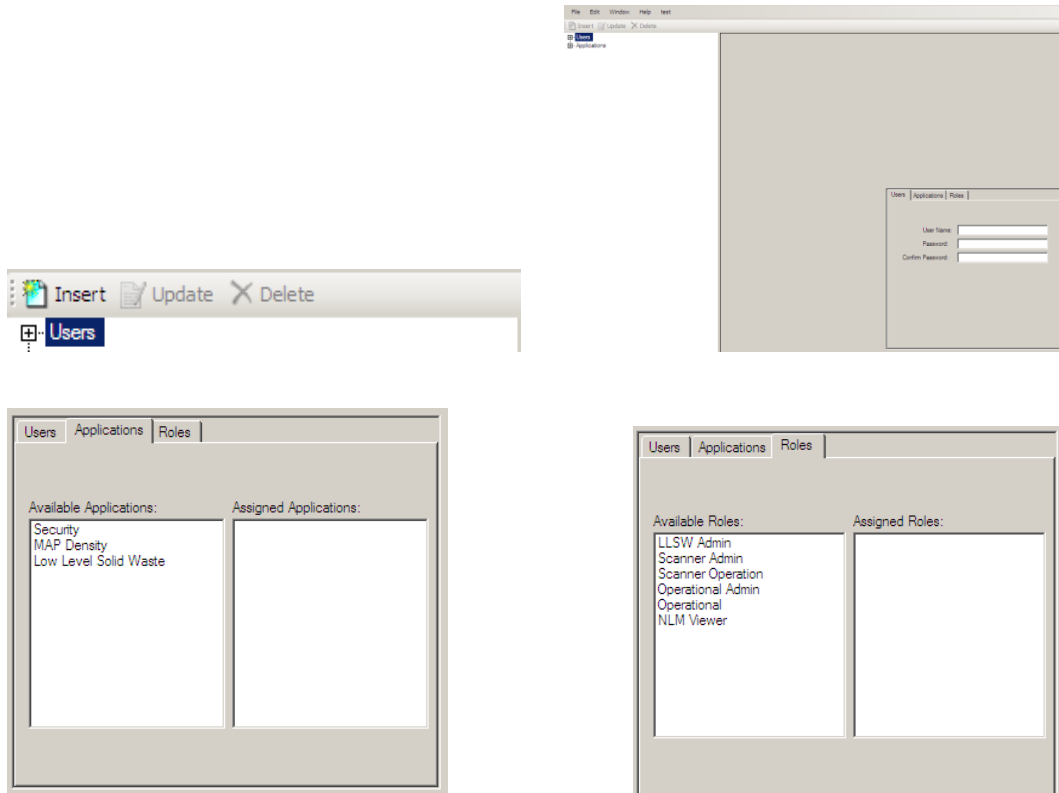 File Edit Window Help test
Insert Update Delete
Users
Applications
Users Applications Roles
User Name:
Password:
Confirm Password:
Insert Update Delete
Users
Users Applications Roles
Available Applications: Assigned Applications:
Security
MAP Density
Low Level Solid Waste
Users Applications Roles
Available Roles: Assigned Roles:
LLSW Admin
Scanner Admin
Scanner Operation
Operational Admin
Operational
NLM Viewer